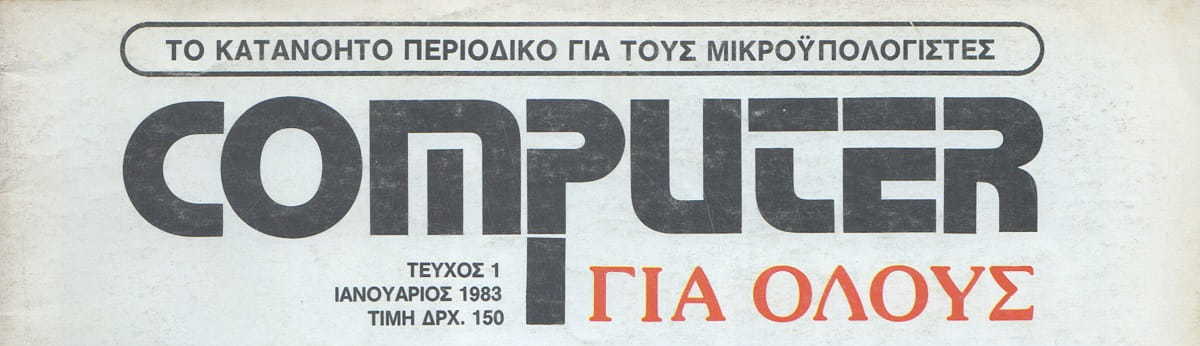 ΤΟ ΚΑΤΑΝΟΗΤΟ ΠΕΡΙΟΔΙΚΟ ΓΙΑ ΤΟΥΣ ΜΙΚΡΟΫΠΟΛΟΓΙΣΤΕΣ
COMPUTER
ΓΙΑ ΟΛΟΥΣ
ΤΕΥΧΟΣ 1
ΙΑΝΟΥΑΡΙΟΣ 1983
ΤΙΜΗ ΔΡΧ. 150